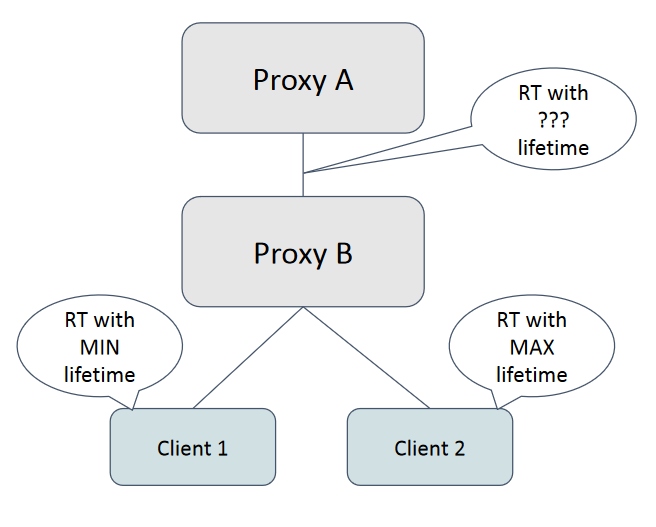 Proxy A
RT with
???
lifetime
Proxy B
RT with
MIN
lifetime
RT with
MAX
lifetime
Client 1
Client 2